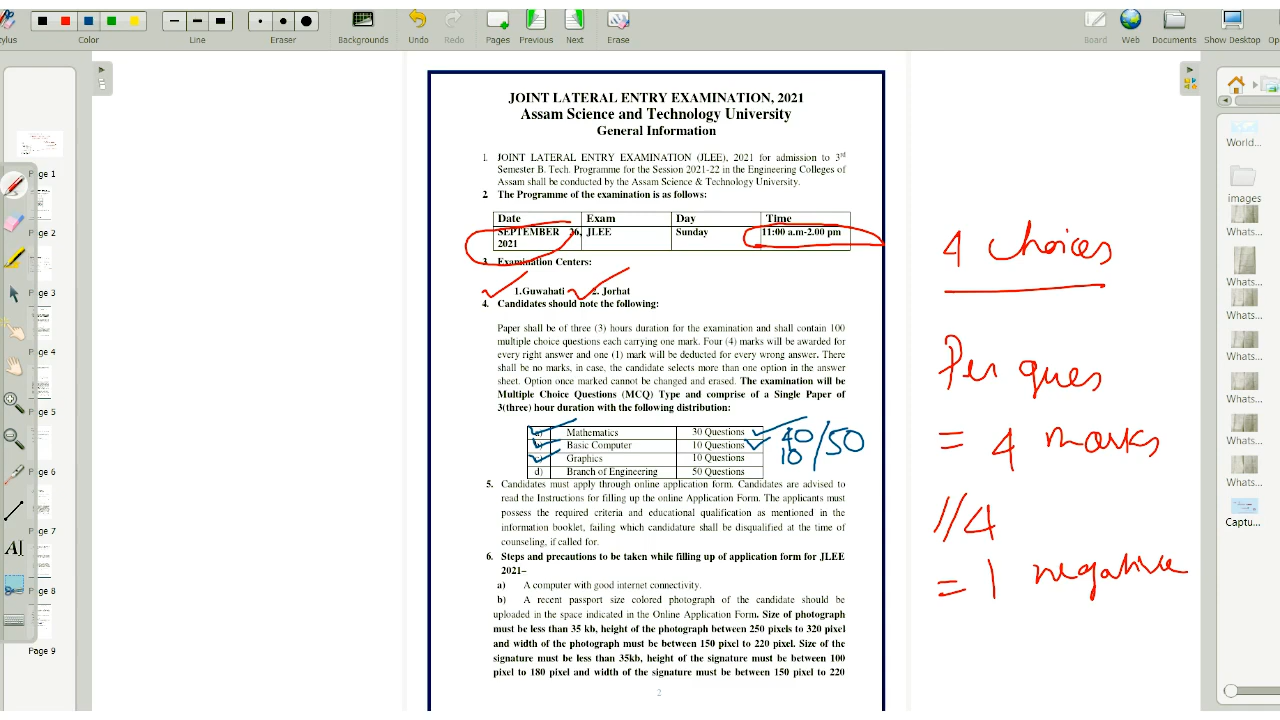 Stylus
Color
Line
Eraser
Backgrounds
Undo
Redo
Pages
Previous
Next
Erase
Board
Web
Documents
Show Desktop
Page 1
Page 2
Page 3
Page 4
Page 5
Page 6
Page 7
Page 8
Page 9
JOINT LATERAL ENTRY EXAMINATION, 2021
Assam Science and Technology University
General Information
1. JOINT LATERAL ENTRY EXAMINATION (JLEE), 2021 for admission to 3rd
Semester B. Tech. Programme for the Session 2021-22 in the Engineering Colleges of
Assam shall be conducted by the Assam Science & Technology University.
2. The Programme of the examination is as follows:
Date Exam Day Time
SEPTEMBER 26, JLEE Sunday 11:00 a.m-2.00 pm
2021
3. Examination Centers:
1.Guwahati 2. Jorhat
4. Candidates should note the following:
Paper shall be of three (3) hours duration for the examination and shall contain 100
multiple choice questions each carrying one mark. Four (4) marks will be awarded for
every right answer and one (1) mark will be deducted for every wrong answer. There
shall be no marks, in case, the candidate selects more than one option in the answer
sheet. Option once marked cannot be changed and erased. The examination will be
Multiple Choice Questions (MCQ) Type and comprise of a Single Paper of
3(three) hour duration with the following distribution:
a) Mathematics 30 Questions
b) Basic Computer 10 Questions
c) Graphics 10 Questions
d) Branch of Engineering 50 Questions
40/50
10
5. Candidates must apply through online application form. Candidates are advised to
read the Instructions for filling up the online Application Form. The applicants must
possess the required criteria and educational qualification as mentioned in the
information booklet, failing which candidature shall be disqualified at the time of
counseling, if called for.
6. Steps and precautions to be taken while filling up of application form for JLEE
2021–
a) A computer with good internet connectivity.
b) A recent passport size colored photograph of the candidate should be
uploaded in the space indicated in the Online Application Form. Size of photograph
must be less than 35 kb, height of the photograph between 250 pixels to 320 pixel
and width of the photograph must be between 150 pixel to 220 pixel. Size of the
signature must be less than 35kb, height of the signature must be between 100
pixel to 180 pixel and width of the signature must be between 150 pixel to 220
2
4 choices
Per ques
= 4 marks
//4
= 1 negative
World...
images
Whats...
Whats...
Whats...
Whats...
Whats...
Whats...
Whats...
Captu...